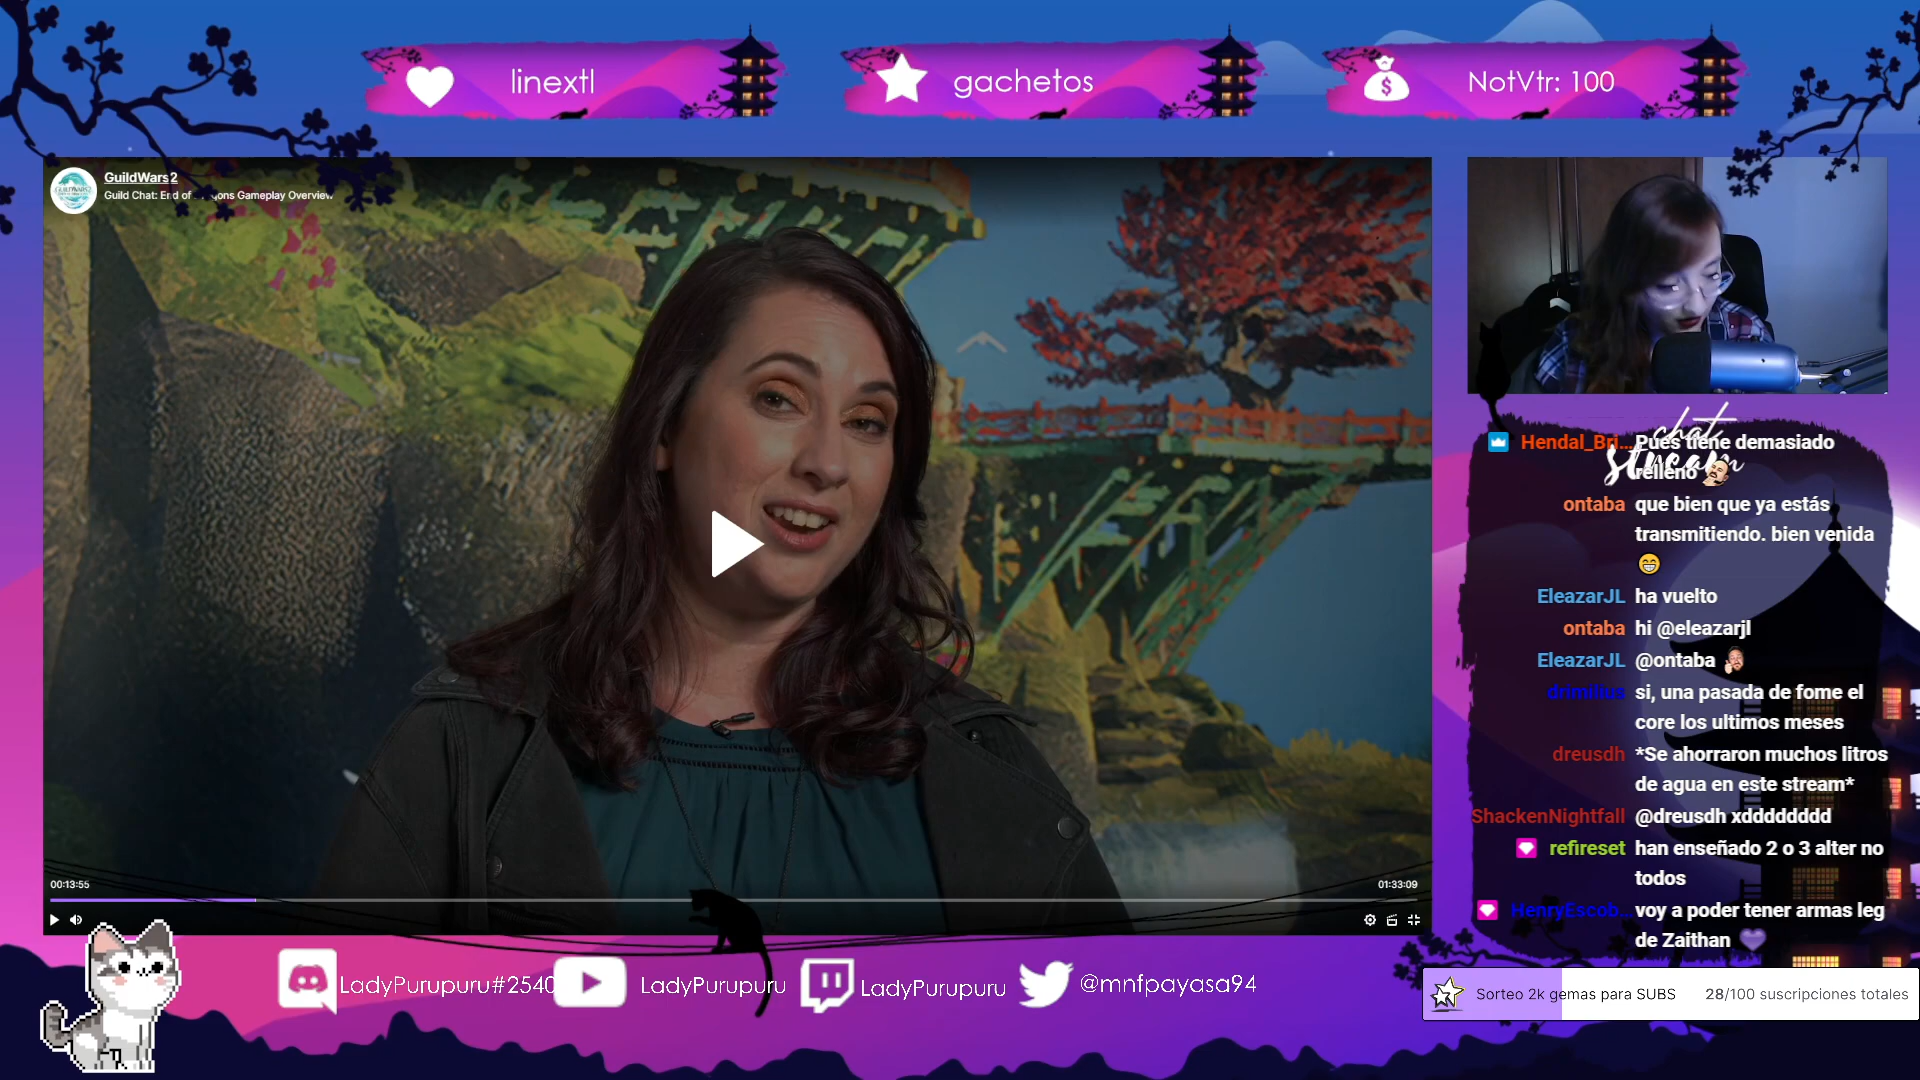 linextl
gachetos
NotVtr: 100
GuildWars2
Guild Chat: End of ons Gameplay Overview
chat
stream
Hendal_Bri... Pues tiene demasiado
relleno
ontaba que bien que ya estás
transmitiendo. bien venida
EleazarJL ha vuelto
ontaba hi @eleazarjl
EleazarJL @ontaba
drimilius si, una pasada de fome el
core los ultimos meses
dreusdh *Se ahorraron muchos litros
de agua en este stream*
ShackenNightfall @dreusdh xdddddddd
refireset han enseñado 2 o 3 alter no
todos
HenryEscob... voy a poder tener armas leg
de Zaithan
00:13:55
01:33:09
LadyPurupuru#2540
LadyPurupuru
LadyPurupuru
@mnfpayasa94
Sorteo 2k gemas para SUBS 28/100 suscripciones totales